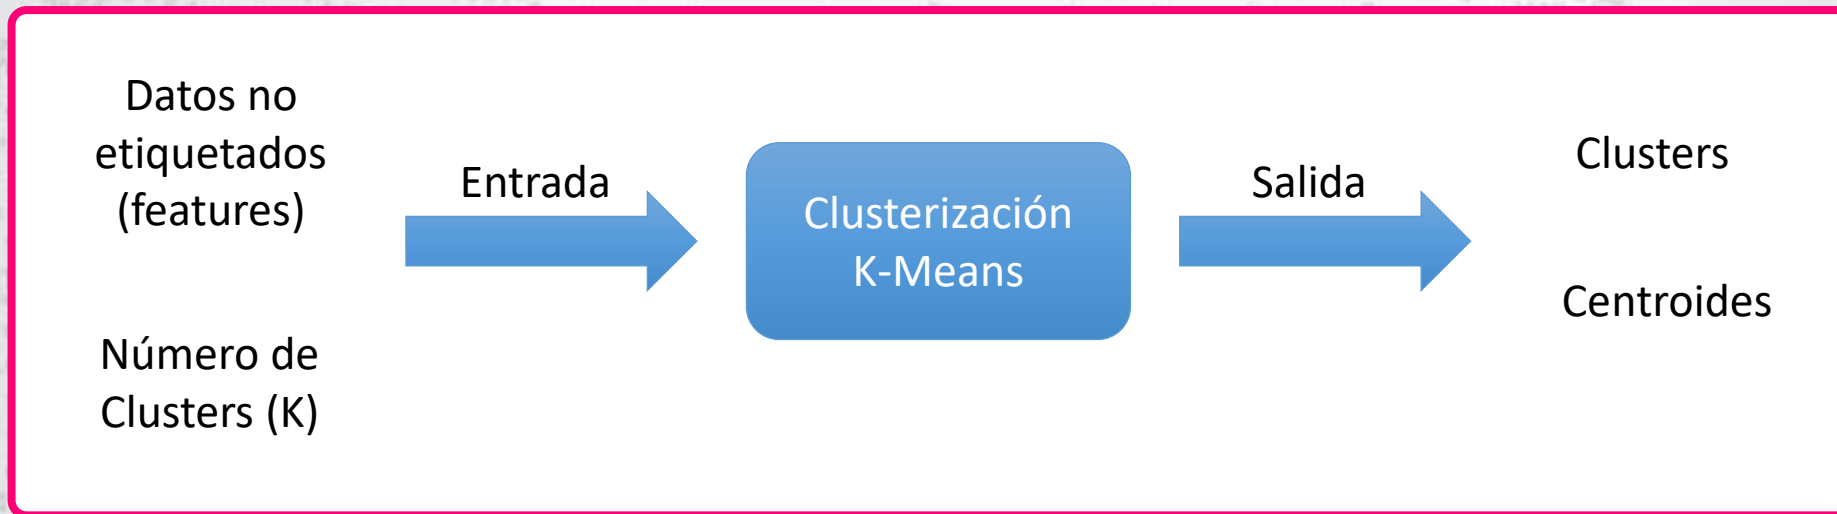 Datos no
etiquetados
(features)
Número de
Clusters (K)
Entrada
Clusterización
K-Means
Salida
Clusters
Centroides